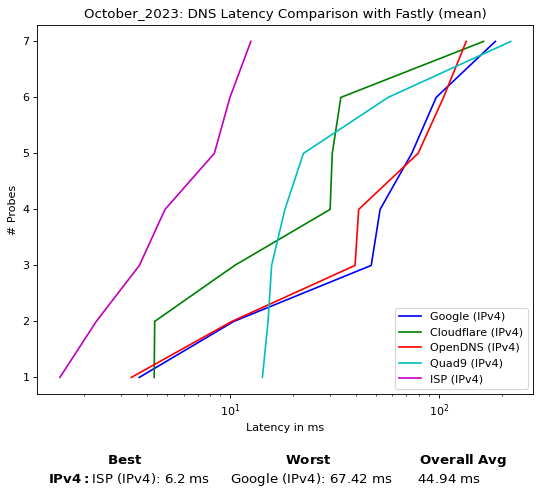 October_2023: DNS Latency Comparison with Fastly (mean)
# Probes
7
6
5
4
3
2
1
10¹
10²
Latency in ms
Google (IPv4)
Cloudflare (IPv4)
OpenDNS (IPv4)
Quad9 (IPv4)
ISP (IPv4)
Best Worst Overall Avg
IPv4: ISP (IPv4): 6.2 ms Google (IPv4): 67.42 ms 44.94 ms